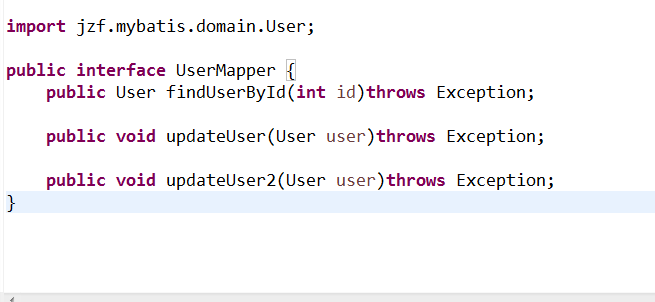 import jzf.mybatis.domain.User;
public interface UserMapper {
public User findUserById(int id)throws Exception;
public void updateUser(User user)throws Exception;
public void updateUser2(User user)throws Exception;
}